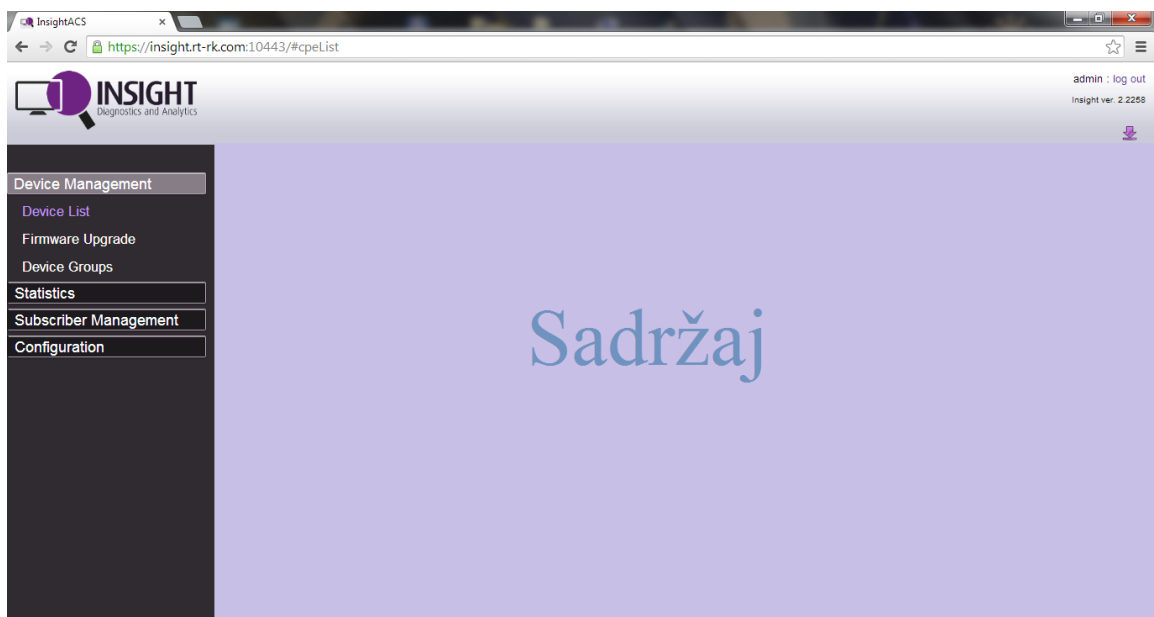 InsightACS
https://insight.rt-rk.com:10443/#cpeList
INSIGHT
Diagnostics and Analytics
admin : log out
Insight ver. 2.2258
Device Management
Device List
Firmware Upgrade
Device Groups
Statistics
Subscriber Management
Configuration
Sadržaj